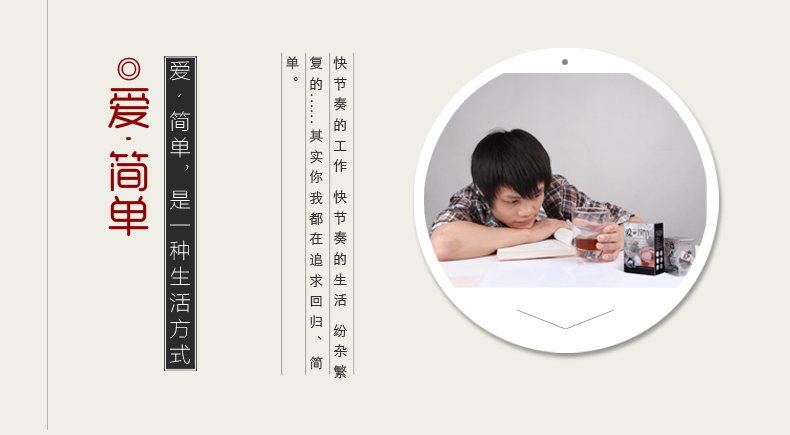 爱·简单
爱·简单，是一种生活方式
快节奏的工作 快节奏的生活 纷杂繁
复的……其实你我都在追求回归、简
单。